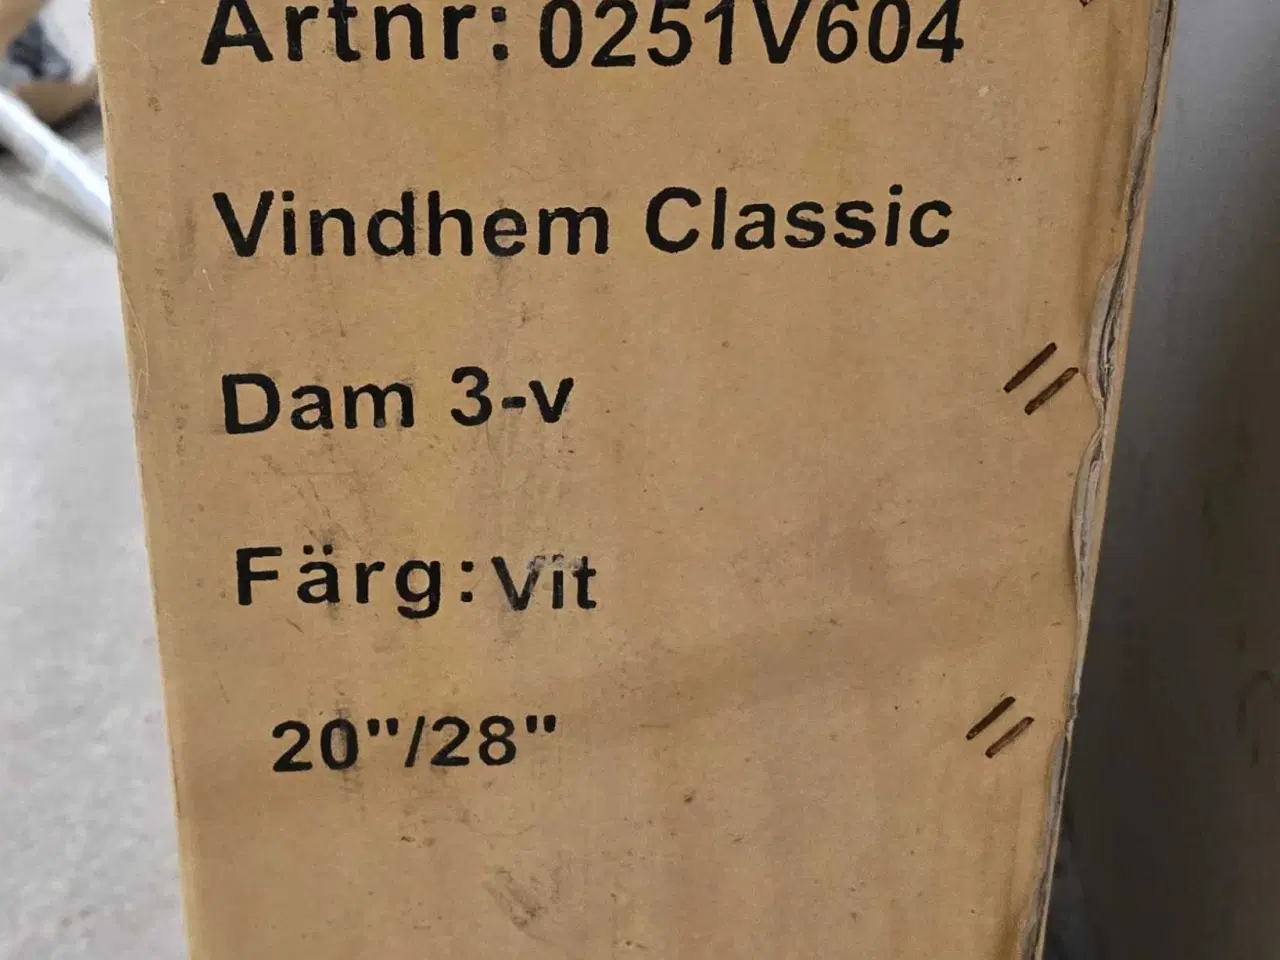 Artnr: 0251V604
Vindhem Classic
Dam 3-v
Färg: Vit
20"/28"